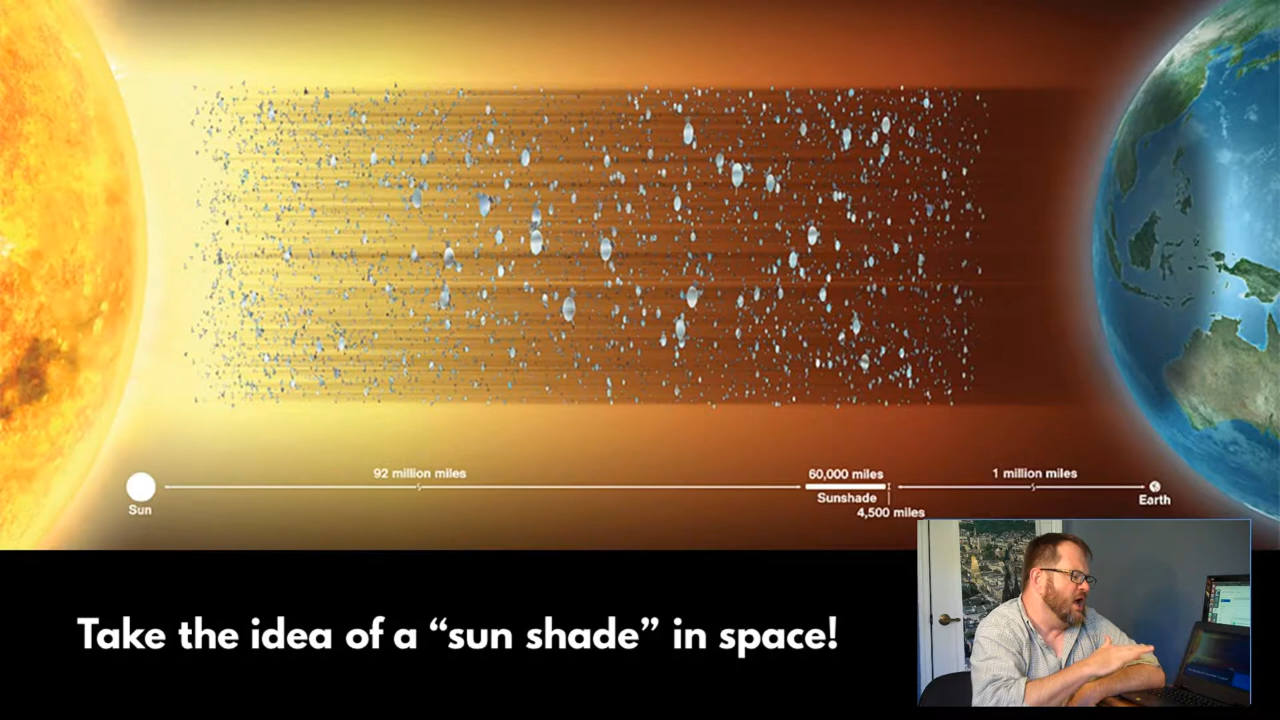 92 million miles
60,000 miles
1 million miles
Sun
Sunshade
Earth
4,500 miles
Take the idea of a “sun shade” in space!